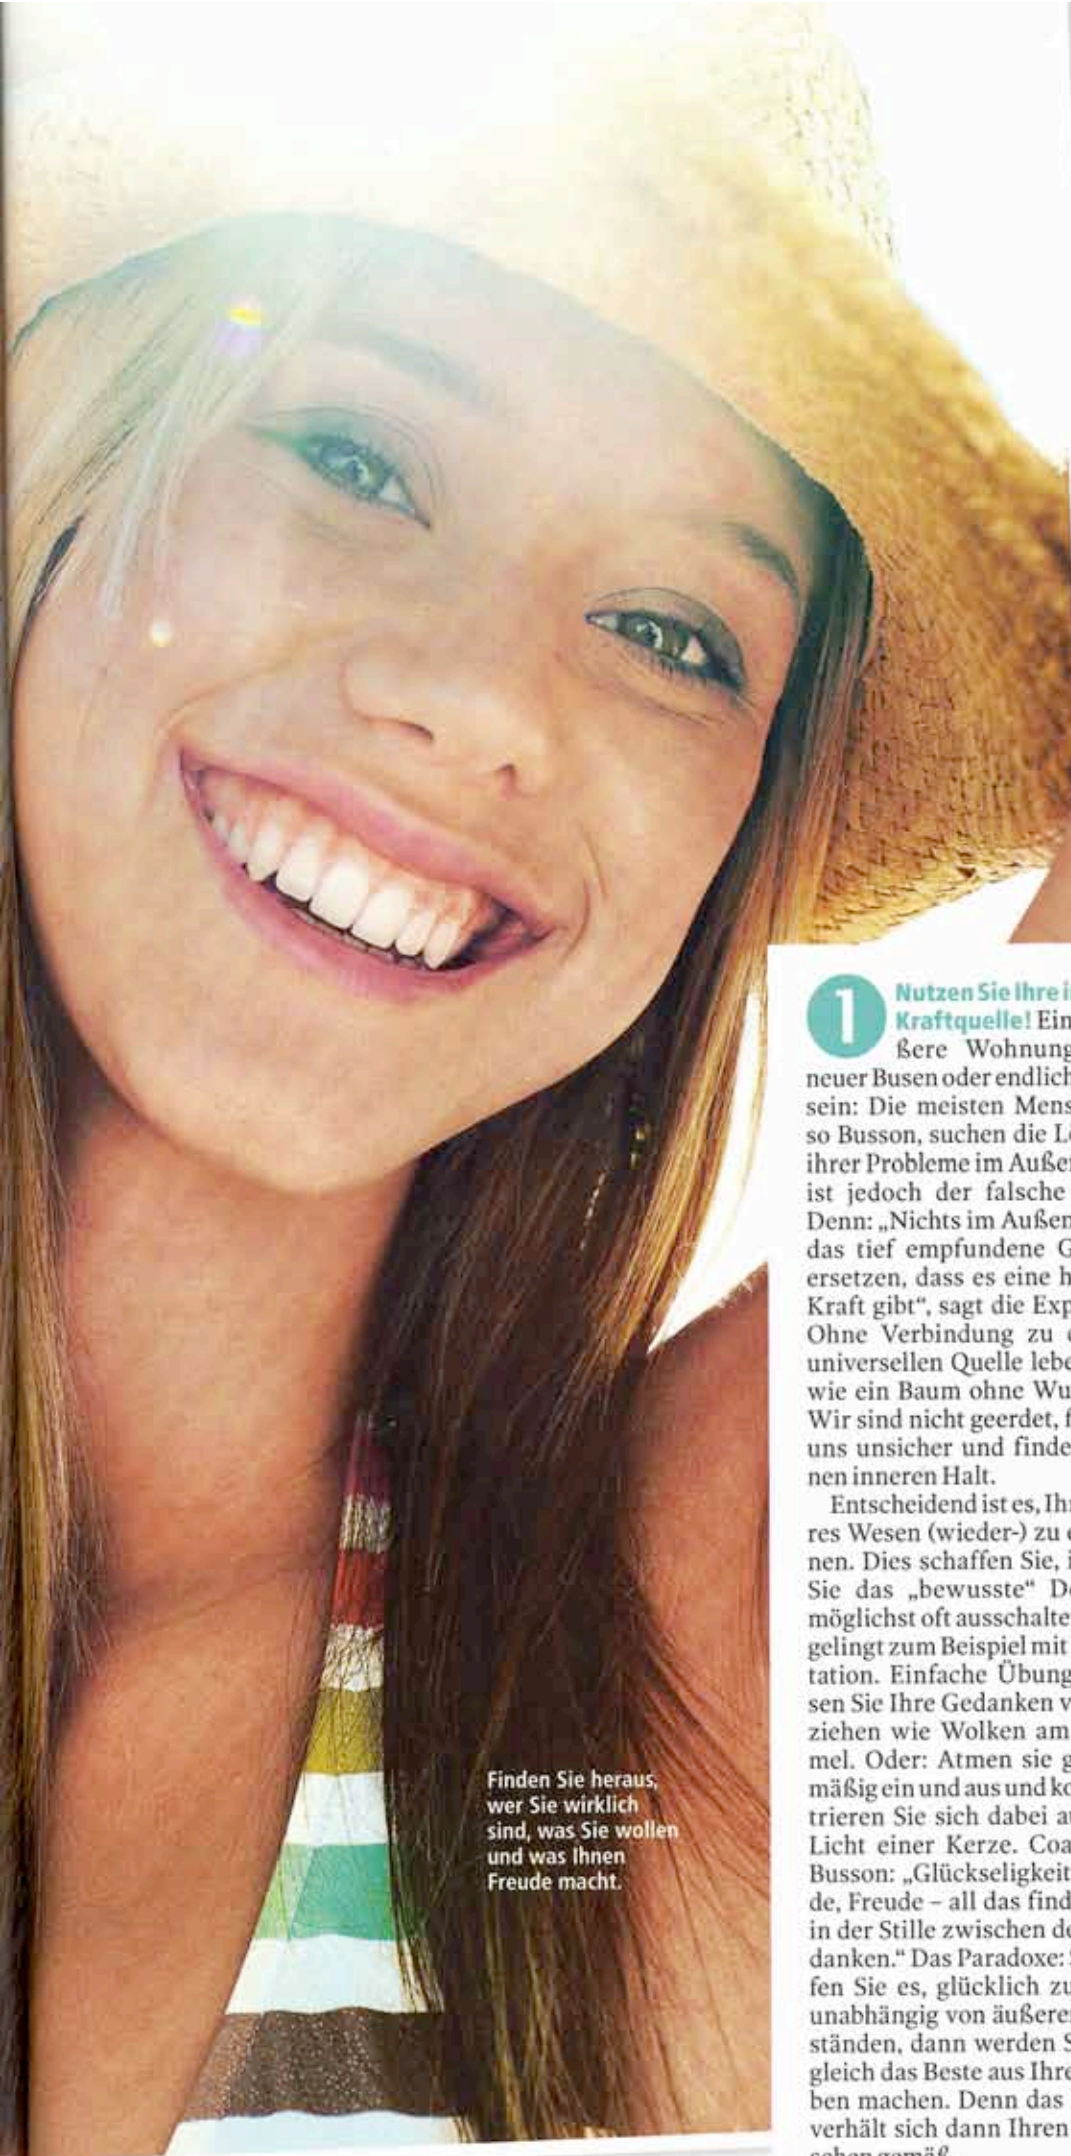 Finden Sie heraus,
wer Sie wirklich
sind, was Sie wollen
und was Ihnen
Freude macht.
1
Nutzen Sie Ihre
Kraftquelle! Ein
ßere Wohnung
neuer Busen oder endlich
sein: Die meisten Mens
so Busson, suchen die
ihrer Probleme im Außen
ist jedoch der falsche
Denn: „Nichts im Außen
das tief empfundene G
ersetzen, dass es eine h
Kraft gibt“, sagt die Exp
Ohne Verbindung zu
universellen Quelle lebe
wie ein Baum ohne Wu
Wir sind nicht geerdet, f
uns unsicher und finde
nen inneren Halt.
Entscheidend ist es, Ih
res Wesen (wieder-) zu
nen. Dies schaffen Sie, i
Sie das „bewusste“ De
möglichst oft ausschalte
gelingt zum Beispiel mit
tation. Einfache Übung
sen Sie Ihre Gedanken v
ziehen wie Wolken am
mel. Oder: Atmen sie g
mäßig ein und aus und ko
trieren Sie sich dabei au
Licht einer Kerze. Coa
Busson: „Glückseligkeit
de, Freude – all das find
in der Stille zwischen de
danken.“ Das Paradoxe:
fen Sie es, glücklich zu
unabhängig von äußere
ständen, dann werden S
gleich das Beste aus Ihre
ben machen. Denn das
verhält sich dann Ihren